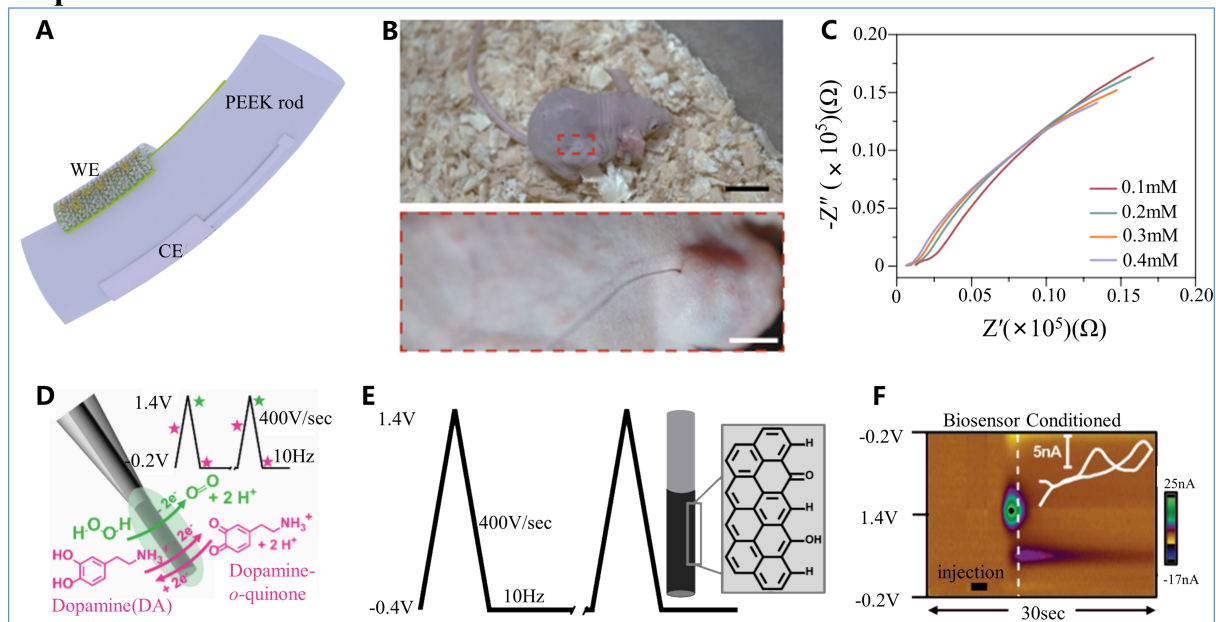 A
PEEK rod
WE
CE
B
C
0.20
0.15
0.10
0.05
0
-Z″ (×10⁵)(Ω)
0.1mM
0.2mM
0.3mM
0.4mM
0
0.05
0.10
0.15
0.20
Z′(×10⁵)(Ω)
D
1.4V
400V/sec
-0.2V
10Hz
O=O
- 2e⁻
+ 2 H⁺
H-O-O-H
- 2e⁻
NH₃⁺
O
O
+ 2 H⁺
HO
HO
NH₃⁺
+ 2e⁻
Dopamine-
o-quinone
Dopamine(DA)
E
1.4V
400V/sec
-0.4V
10Hz
H
O
H
OH
H
F
Biosensor Conditioned
-0.2V
5nA
25nA
1.4V
injection
-17nA
-0.2V
30sec